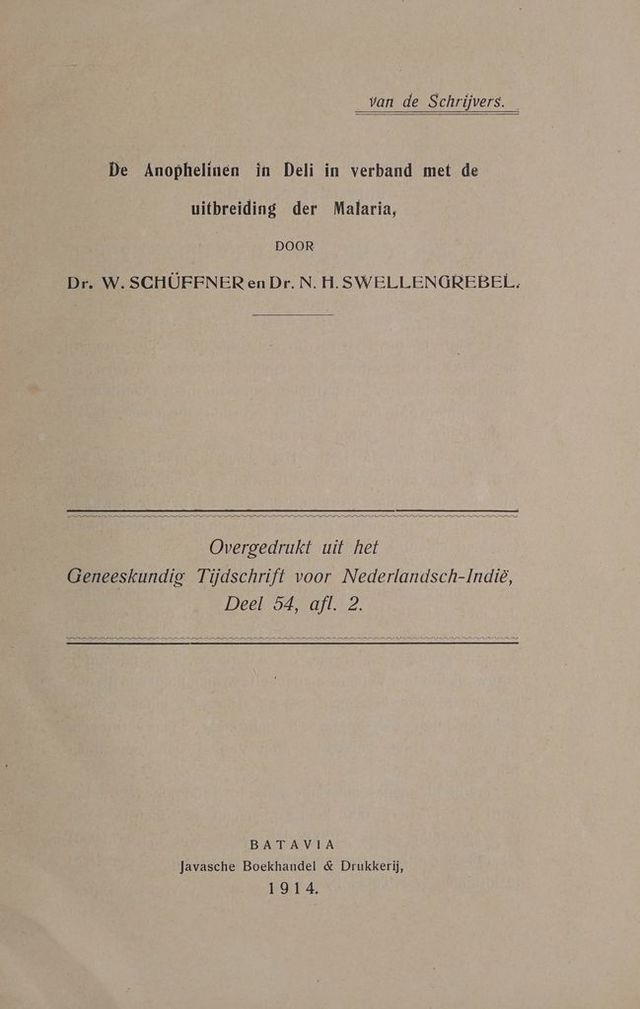 van de Schrijvers.
De Anophelinen in Deli in verband met de
uitbreiding der Malaria,
DOOR
Dr. W. SCHÜFFNER en Dr. N. H. SWELLENGREBEL.
Overgedrukt uit het
Geneeskundig Tijdschrift voor Nederlandsch-Indië,
Deel 54, afl. 2.
BATAVIA
Javasche Boekhandel & Drukkerij,
1914.